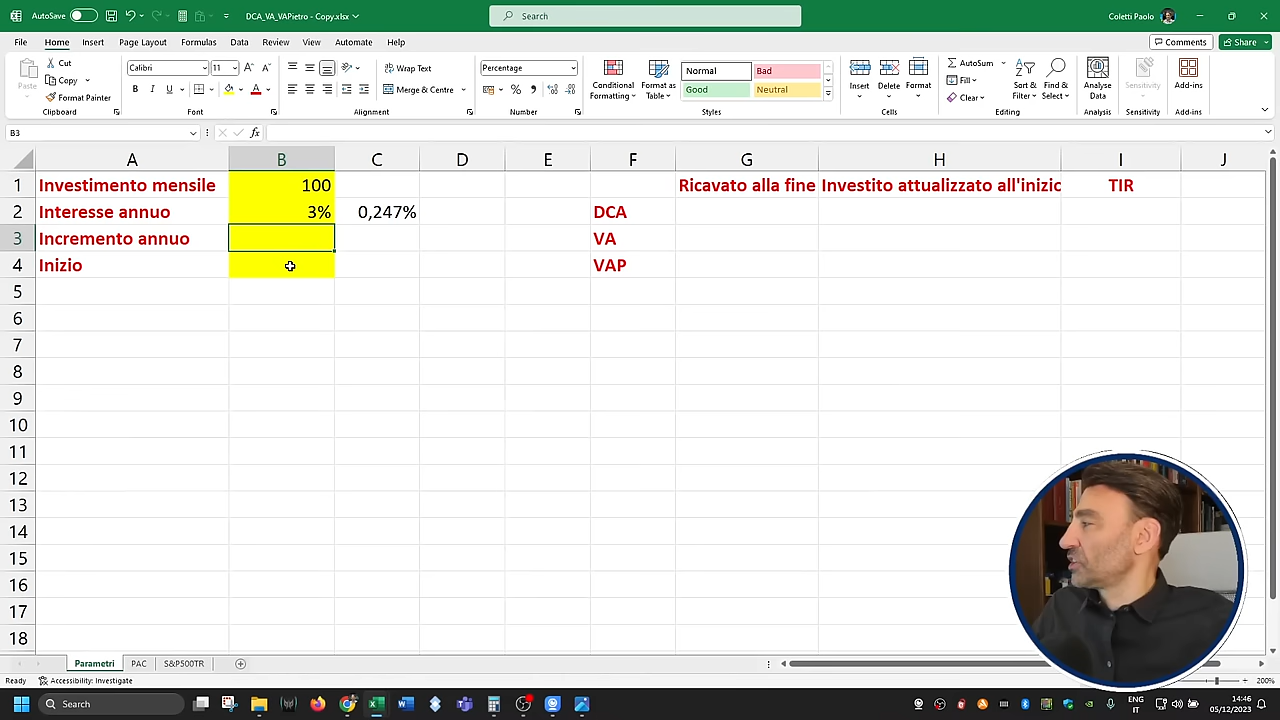 AutoSave
DCA_VA_VAPietro - Copy.xlsx
Search
Coletti Paolo
File Home Insert Page Layout Formulas Data Review View Automate Help
Comments Share
Paste
Cut
Copy
Format Painter
Clipboard
Calibri 11
B I U
Font
Wrap Text
Merge & Centre
Alignment
Percentage
Number
Conditional Formatting
Format as Table
Normal Bad
Good Neutral
Styles
Insert Delete Format
Cells
AutoSum
Fill
Clear
Sort & Filter
Find & Select
Editing
Analyse Data
Analysis
Sensitivity
Sensitivity
Add-ins
Add-ins
B3 fx
A B C D E F G H I J
1 Investimento mensile 100 Ricavato alla fine Investito attualizzato all'inizio TIR
2 Interesse annuo 3% 0,247% DCA
3 Incremento annuo VA
4 Inizio VAP
5
6
7
8
9
10
11
12
13
14
15
16
17
18
Parametri PAC S&P500TR
Ready Accessibility: Investigate 200%
Search
ENG
IT
14:46
05/12/2023